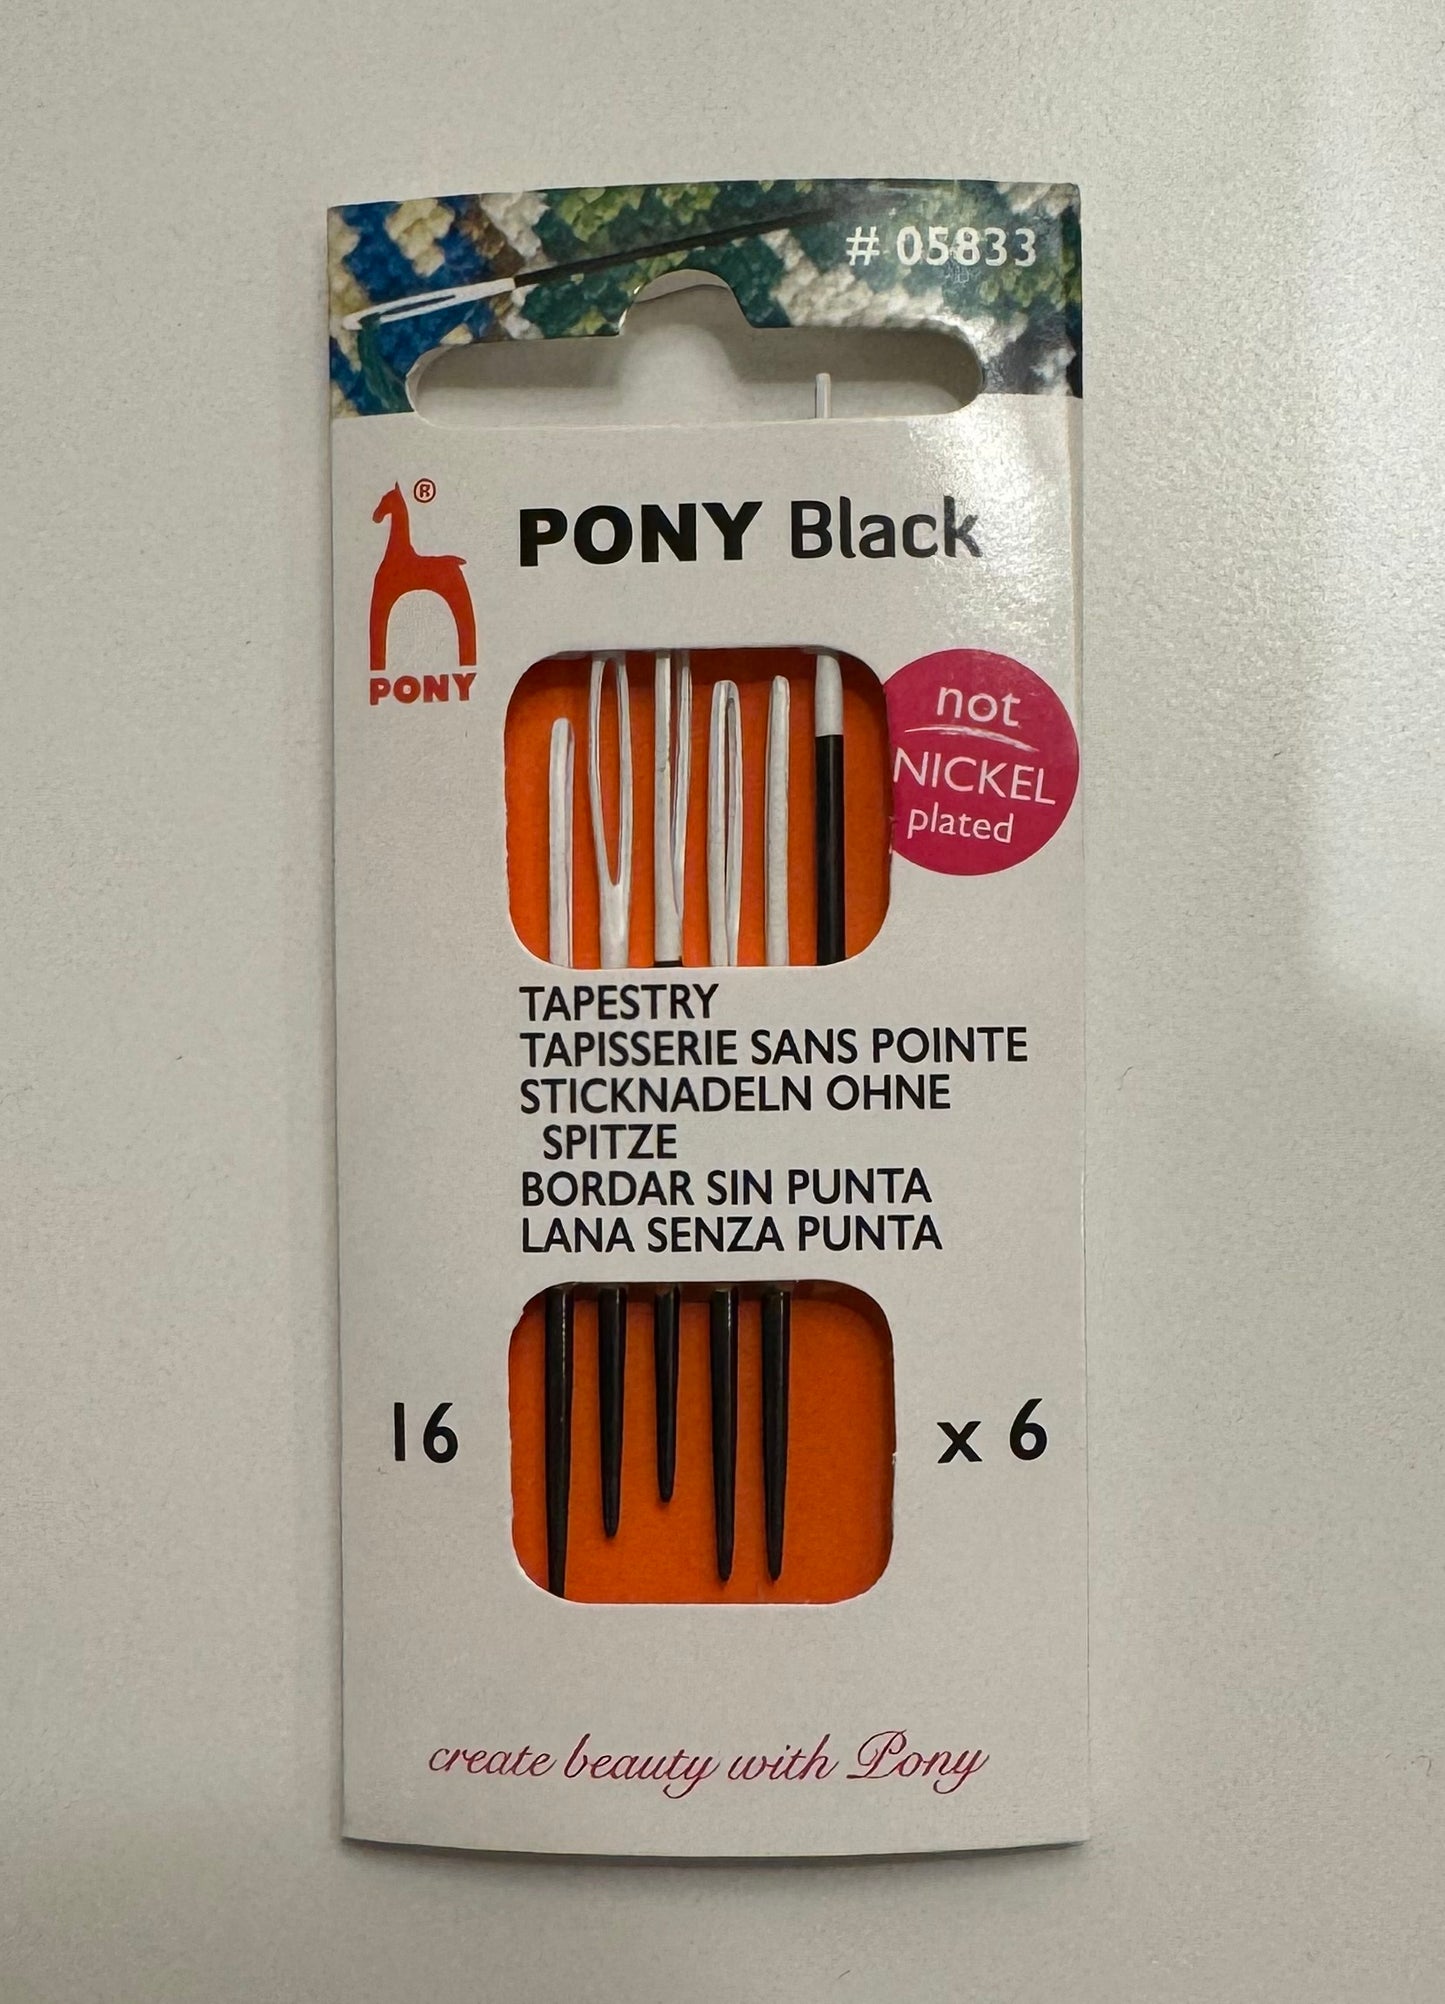 # 05833
®
PONY Black
PONY
not
NICKEL
plated
TAPESTRY
TAPISSERIE SANS POINTE
STICKNADELN OHNE
SPITZE
BORDAR SIN PUNTA
LANA SENZA PUNTA
16 x 6
create beauty with Pony